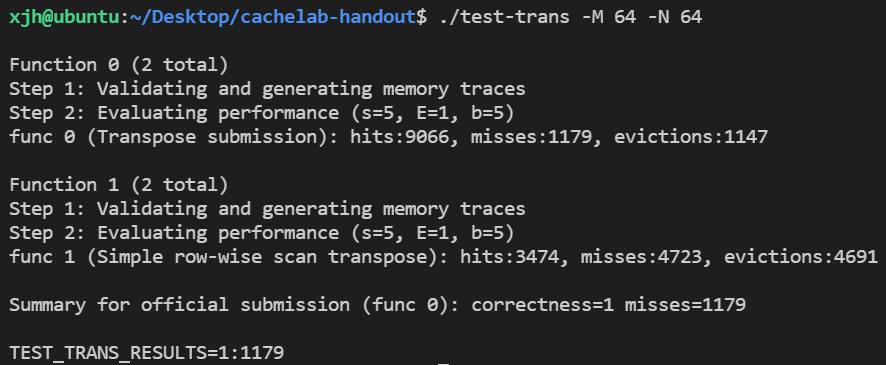 xjh@ubuntu:~/Desktop/cachelab-handout$ ./test-trans -M 64 -N 64
Function 0 (2 total)
Step 1: Validating and generating memory traces
Step 2: Evaluating performance (s=5, E=1, b=5)
func 0 (Transpose submission): hits:9066, misses:1179, evictions:1147
Function 1 (2 total)
Step 1: Validating and generating memory traces
Step 2: Evaluating performance (s=5, E=1, b=5)
func 1 (Simple row-wise scan transpose): hits:3474, misses:4723, evictions:4691
Summary for official submission (func 0): correctness=1 misses=1179
TEST_TRANS_RESULTS=1:1179